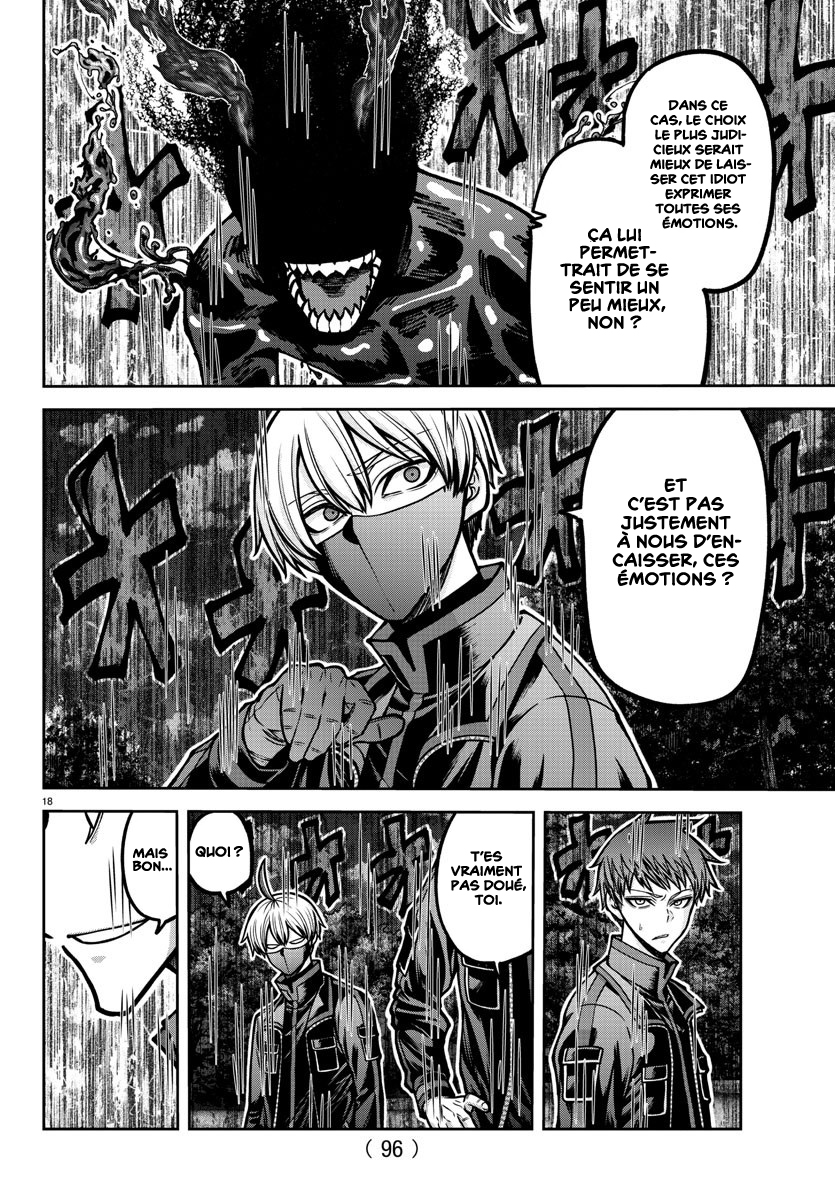 DANS CE
CAS, LE CHOIX
LE PLUS JUDI-
CIEUX SERAIT
MIEUX DE LAIS-
SER CET IDIOT
EXPRIMER
TOUTES SES
ÉMOTIONS.
ÇA LUI
PERMET-
TRAIT DE SE
SENTIR UN
PEU MIEUX,
NON ?
ET
C'EST PAS
JUSTEMENT
À NOUS D'EN-
CAISSER, CES
ÉMOTIONS ?
18
T'ES
VRAIMENT
PAS DOUÉ,
TOI.
QUOI ?
MAIS
BON...
( 96 )